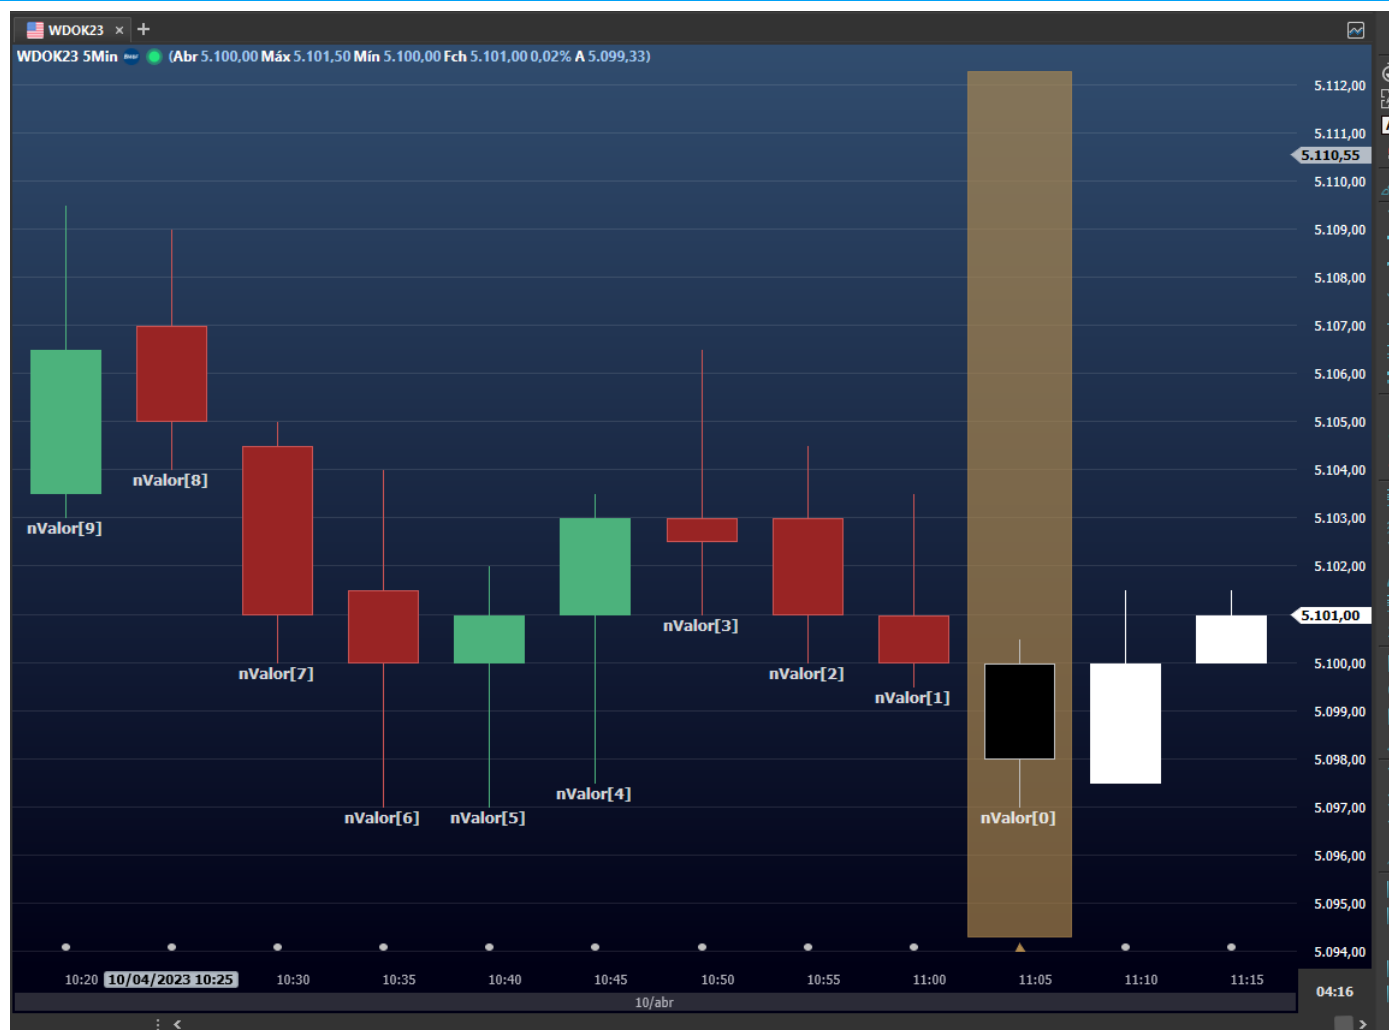 WDOK23 × +
WDOK23 5Min (Abr 5.100,00 Máx 5.101,50 Mín 5.100,00 Fch 5.101,00 0,02% A 5.099,33)
5.112,00
5.111,00
5.110,55
5.110,00
5.109,00
5.108,00
5.107,00
5.106,00
5.105,00
5.104,00
5.103,00
5.102,00
5.101,00
5.100,00
5.099,00
5.098,00
5.097,00
5.096,00
5.095,00
5.094,00
nValor[9]
nValor[8]
nValor[7]
nValor[6]
nValor[5]
nValor[4]
nValor[3]
nValor[2]
nValor[1]
nValor[0]
10:20 10/04/2023 10:25 10:30 10:35 10:40 10:45 10:50 10:55 11:00 11:05 11:10 11:15
04:16
10/abr